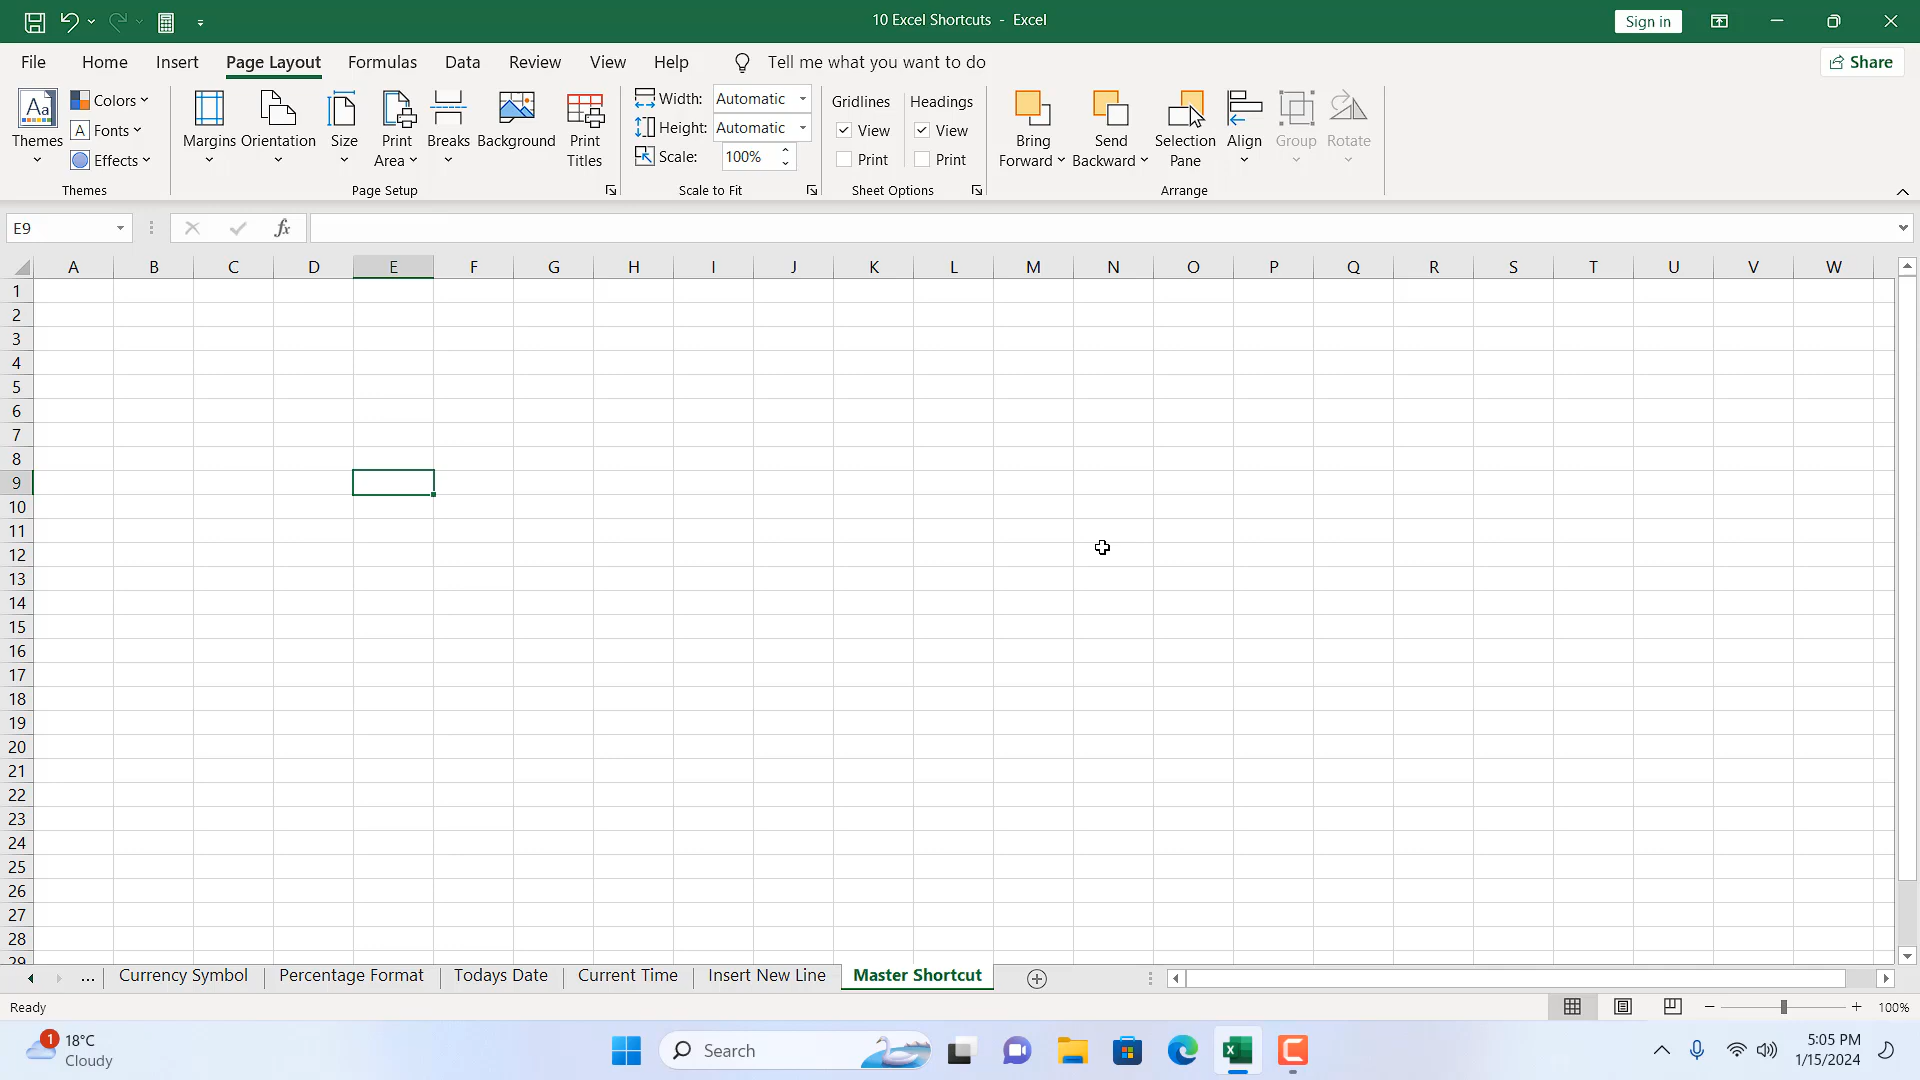 10 Excel Shortcuts - Excel
Sign in
File Home Insert Page Layout Formulas Data Review View Help Tell me what you want to do
Share
Aa Themes
Colors
A Fonts
Effects
Themes
Margins Orientation Size Print Area Breaks Background Print Titles
Page Setup
Width: Automatic
Height: Automatic
Scale: 100%
Scale to Fit
Gridlines Headings
View View
Print Print
Sheet Options
Bring Forward Send Backward Selection Pane Align Group Rotate
Arrange
E9 fx
A B C D E F G H I J K L M N O P Q R S T U V W
1
2
3
4
5
6
7
8
9
10
11
12
13
14
15
16
17
18
19
20
21
22
23
24
25
26
27
28
29
... Currency Symbol Percentage Format Todays Date Current Time Insert New Line Master Shortcut
Ready 100%
1 18°C
Cloudy
Search
5:05 PM
1/15/2024